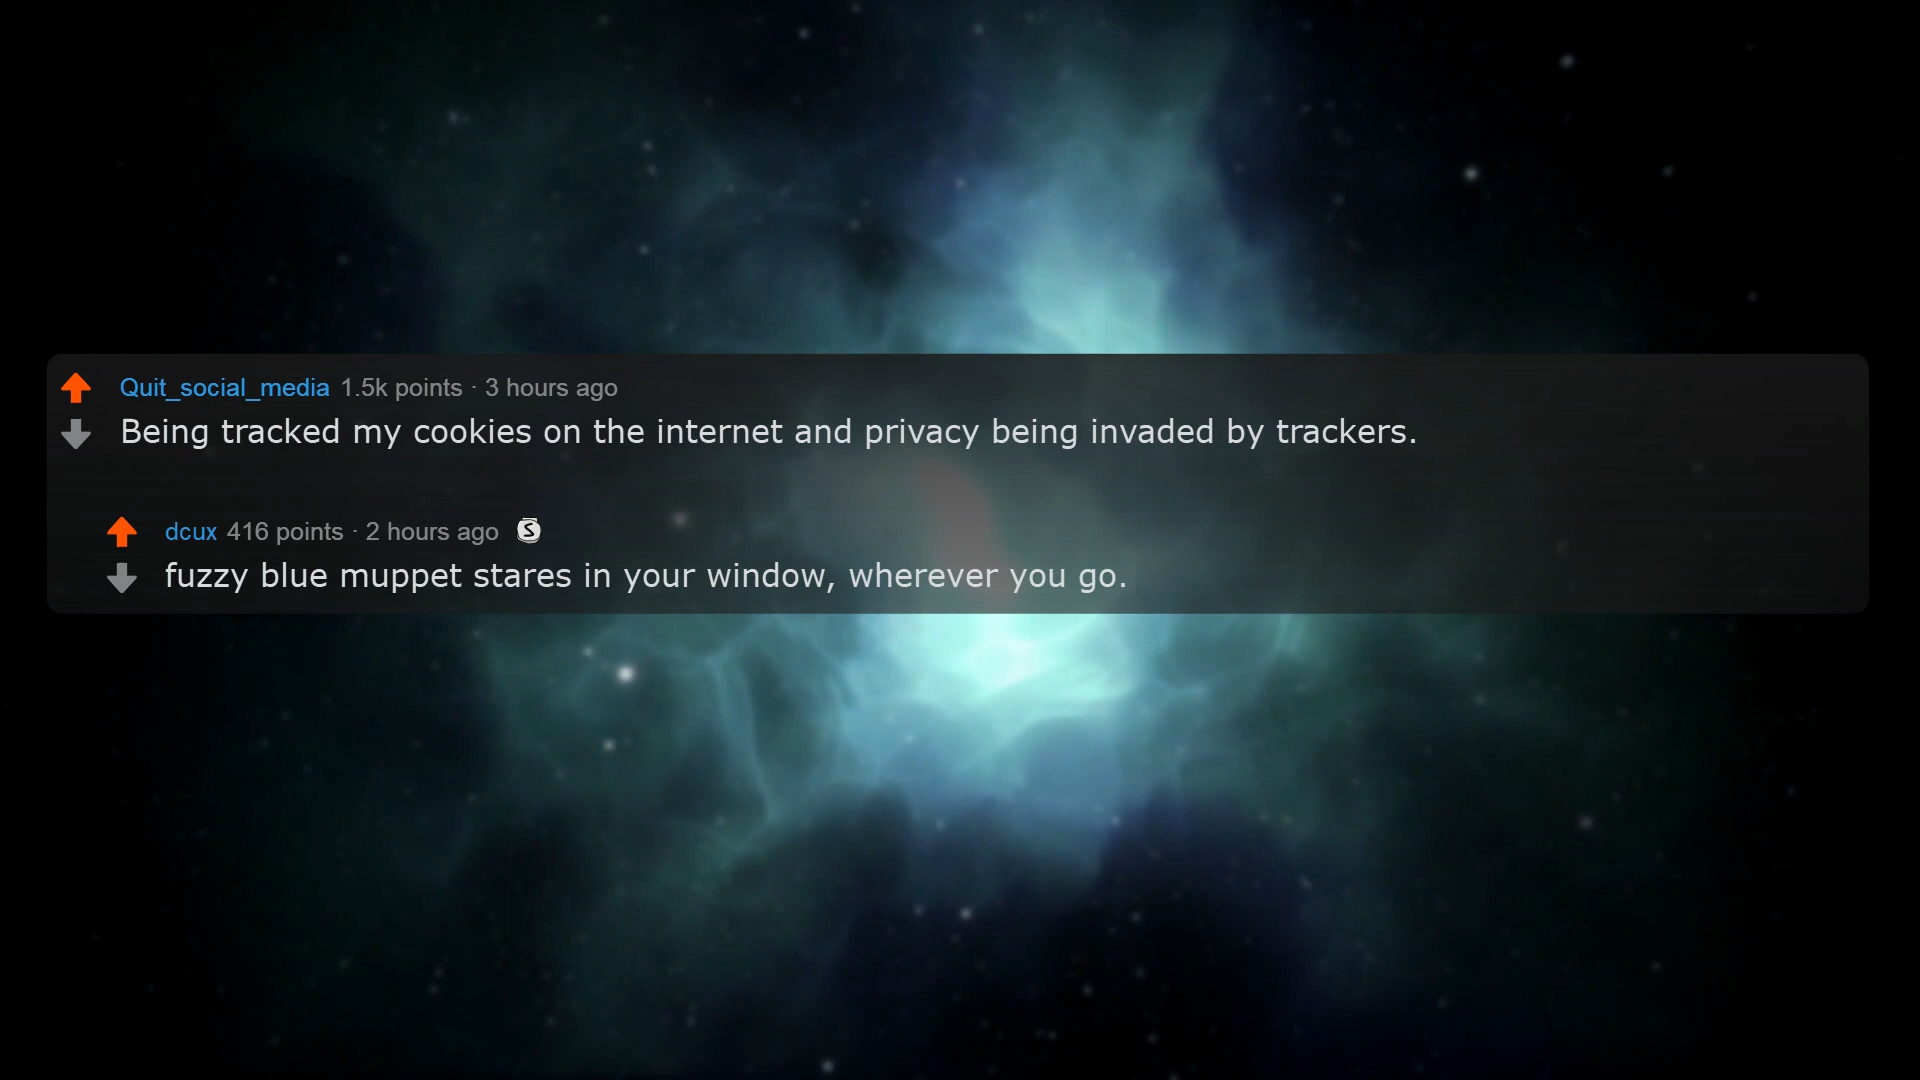 Quit_social_media 1.5k points · 3 hours ago
Being tracked my cookies on the internet and privacy being invaded by trackers.
dcux 416 points · 2 hours ago S
fuzzy blue muppet stares in your window, wherever you go.